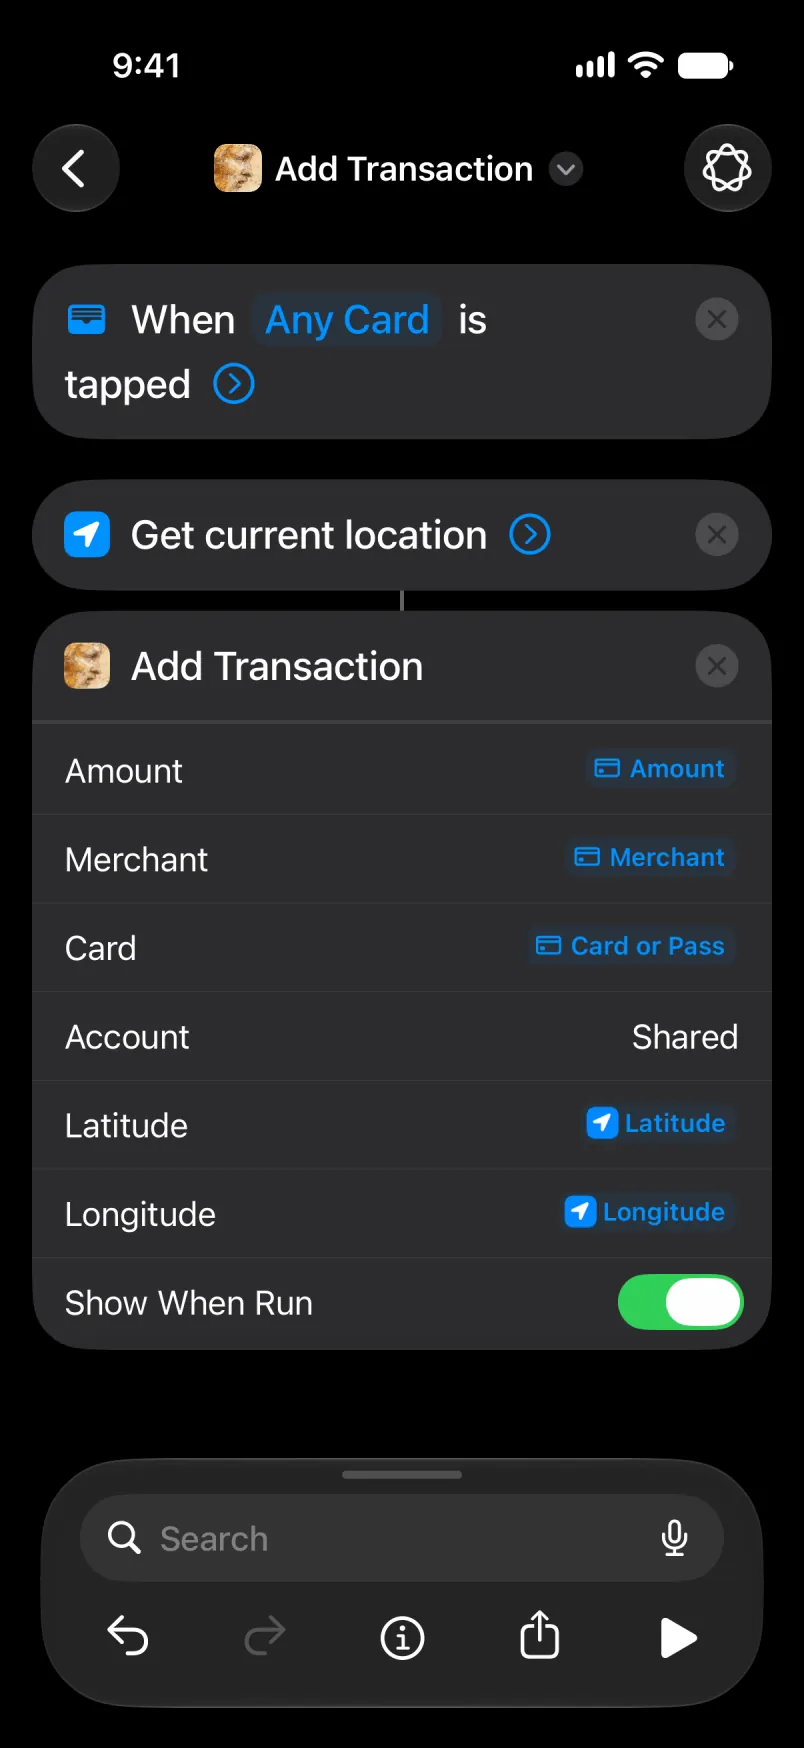 9:41
Add Transaction
When Any Card is
tapped
Get current location
Add Transaction
Amount Amount
Merchant Merchant
Card Card or Pass
Account Shared
Latitude Latitude
Longitude Longitude
Show When Run
Search